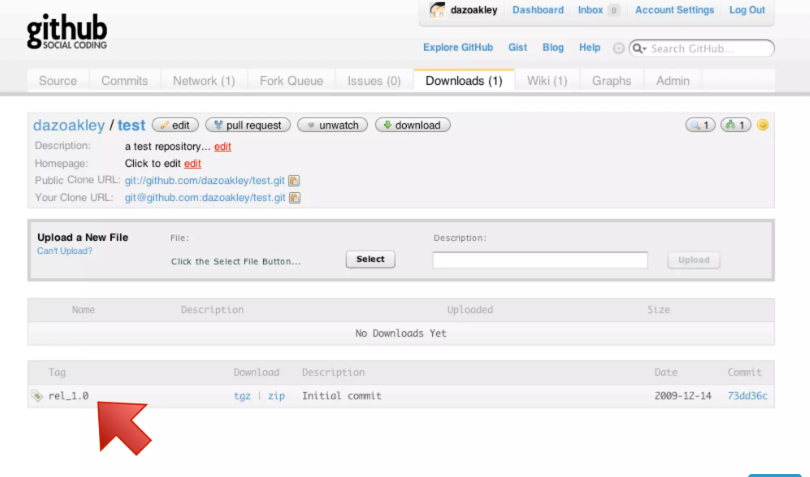 github
SOCIAL CODING
dazoakley Dashboard Inbox 0 Account Settings Log Out
Explore GitHub Gist Blog Help Search GitHub...
Source Commits Network (1) Fork Queue Issues (0) Downloads (1) Wiki (1) Graphs Admin
dazoakley / test edit pull request unwatch download 1 1
Description: a test repository... edit
Homepage: Click to edit edit
Public Clone URL: git://github.com/dazoakley/test.git
Your Clone URL: git@github.com:dazoakley/test.git
Upload a New File File: Description:
Can't Upload?
Click the Select File Button... Select Upload
Name Description Uploaded Size
No Downloads Yet
Tag Download Description Date Commit
rel_1.0 tgz | zip Initial commit 2009-12-14 73dd36c